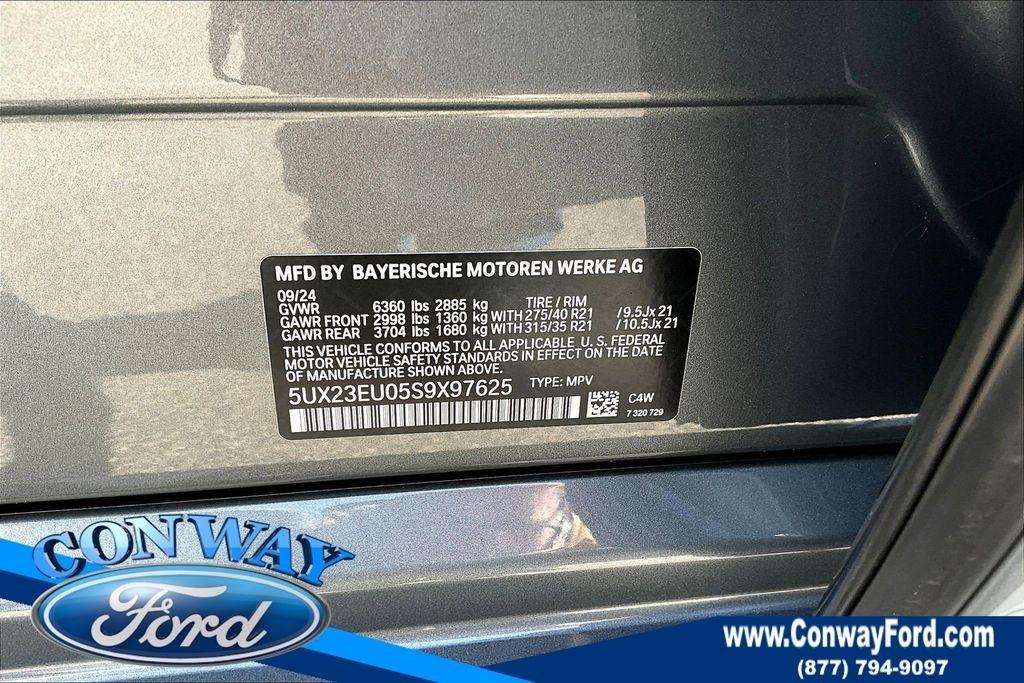 MFD BY BAYERISCHE MOTOREN WERKE AG
09/24 TIRE / RIM
GVWR 6360 lbs 2885 kg
GAWR FRONT 2998 lbs 1360 kg WITH 275/40 R21 /9.5Jx21
GAWR REAR 3704 lbs 1680 kg WITH 315/35 R21 /10.5Jx21
THIS VEHICLE CONFORMS TO ALL APPLICABLE U. S. FEDERAL
MOTOR VEHICLE SAFETY STANDARDS IN EFFECT ON THE DATE
OF MANUFACTURE SHOWN ABOVE.
5UX23EU05S9X97625 TYPE: MPV
C4W
7 320 729
CONWAY
Ford
www.ConwayFord.com
(877) 794-9097